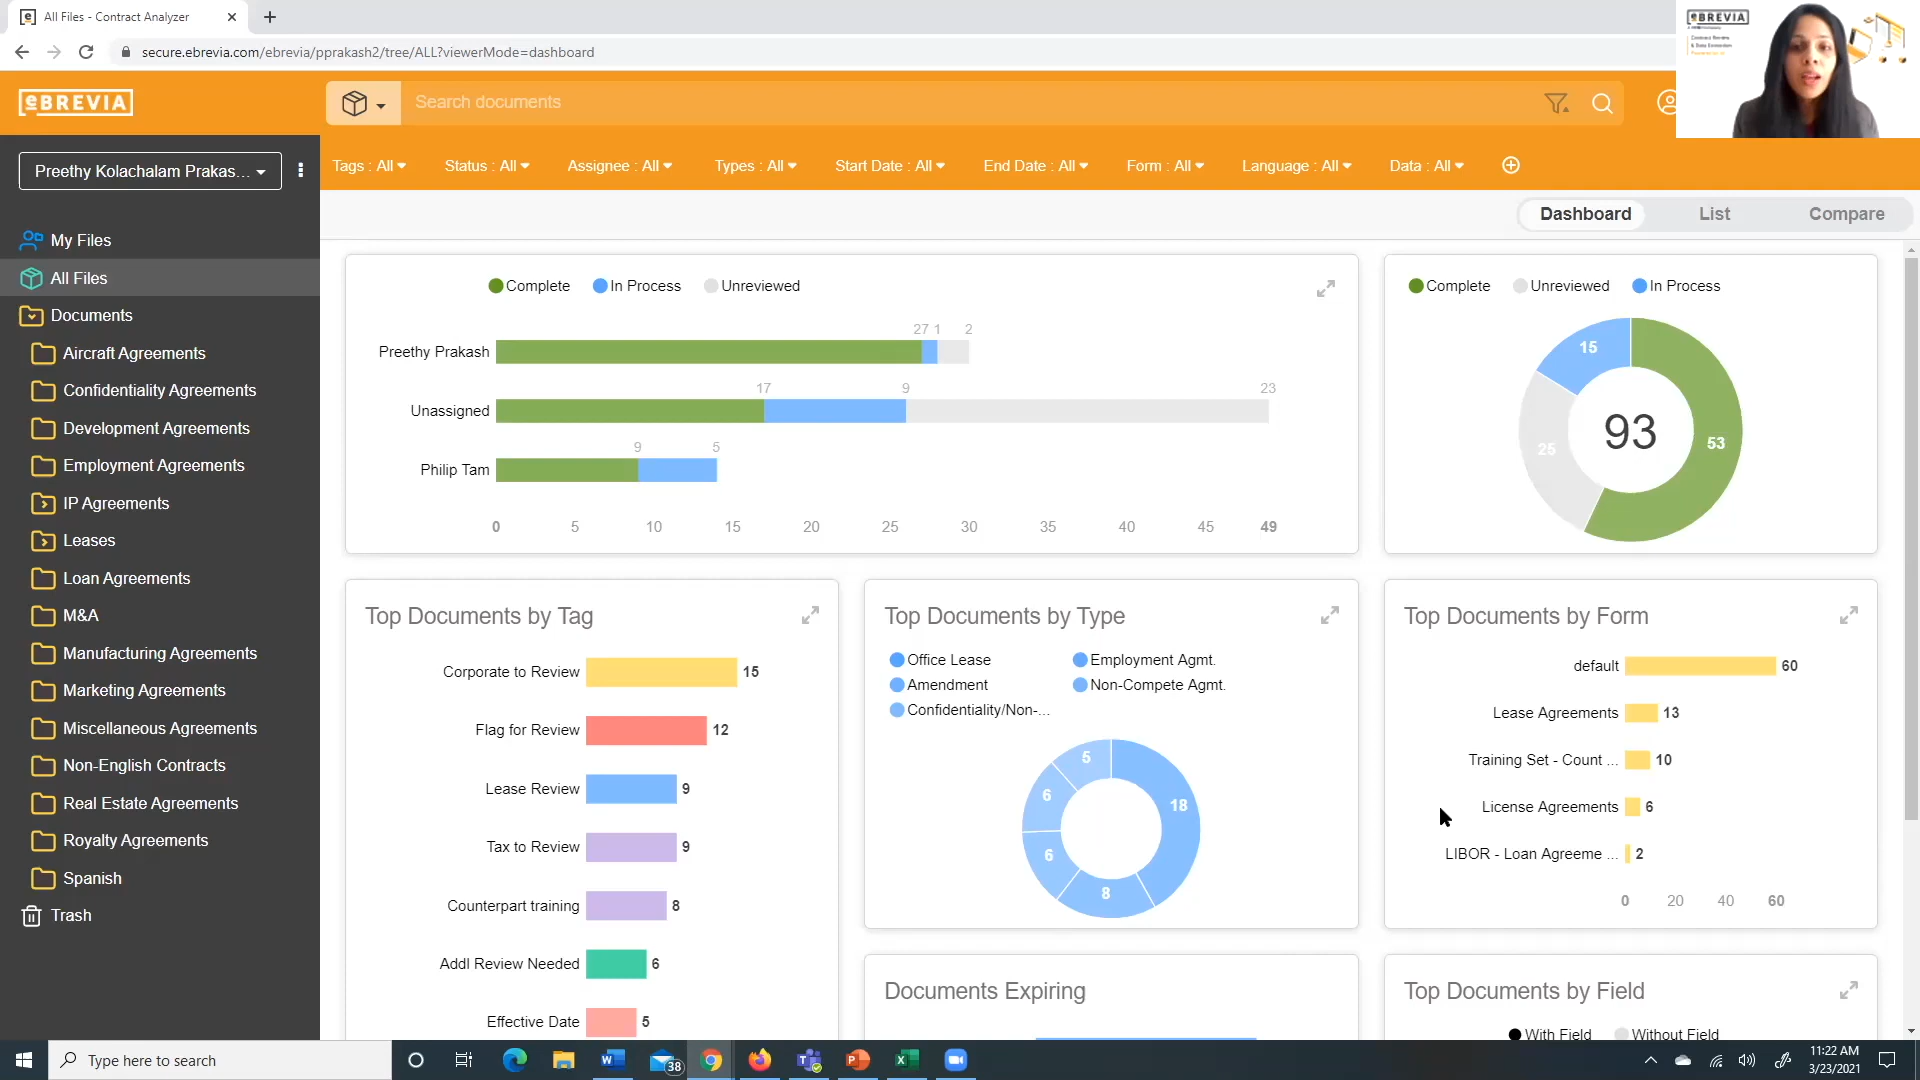 All Files - Contract Analyzer
secure.ebrevia.com/ebrevia/pprakash2/tree/ALL?viewerMode=dashboard
eBREVIA
Search documents
eBREVIA
Contract Review
& Data Extraction
Preethy Kolachalam Prakas...
Tags : All Status : All Assignee : All Types : All Start Date : All End Date : All Form : All Language : All Data : All
Dashboard List Compare
My Files
All Files
Documents
Aircraft Agreements
Confidentiality Agreements
Development Agreements
Employment Agreements
IP Agreements
Leases
Loan Agreements
M&A
Manufacturing Agreements
Marketing Agreements
Miscellaneous Agreements
Non-English Contracts
Real Estate Agreements
Royalty Agreements
Spanish
Trash
Complete In Process Unreviewed
27 1 2
Preethy Prakash
17 9 23
Unassigned
9 5
Philip Tam
0 5 10 15 20 25 30 35 40 45 49
Complete Unreviewed In Process
15
93
53
25
Top Documents by Tag
Corporate to Review 15
Flag for Review 12
Lease Review 9
Tax to Review 9
Counterpart training 8
Addl Review Needed 6
Effective Date 5
Top Documents by Type
Office Lease Employment Agmt.
Amendment Non-Compete Agmt.
Confidentiality/Non-...
5
18
6
6
8
Top Documents by Form
default 60
Lease Agreements 13
Training Set - Count ... 10
License Agreements 6
LIBOR - Loan Agreeme ... 2
0 20 40 60
Documents Expiring
Top Documents by Field
With Field Without Field
Type here to search
38
11:22 AM
3/23/2021